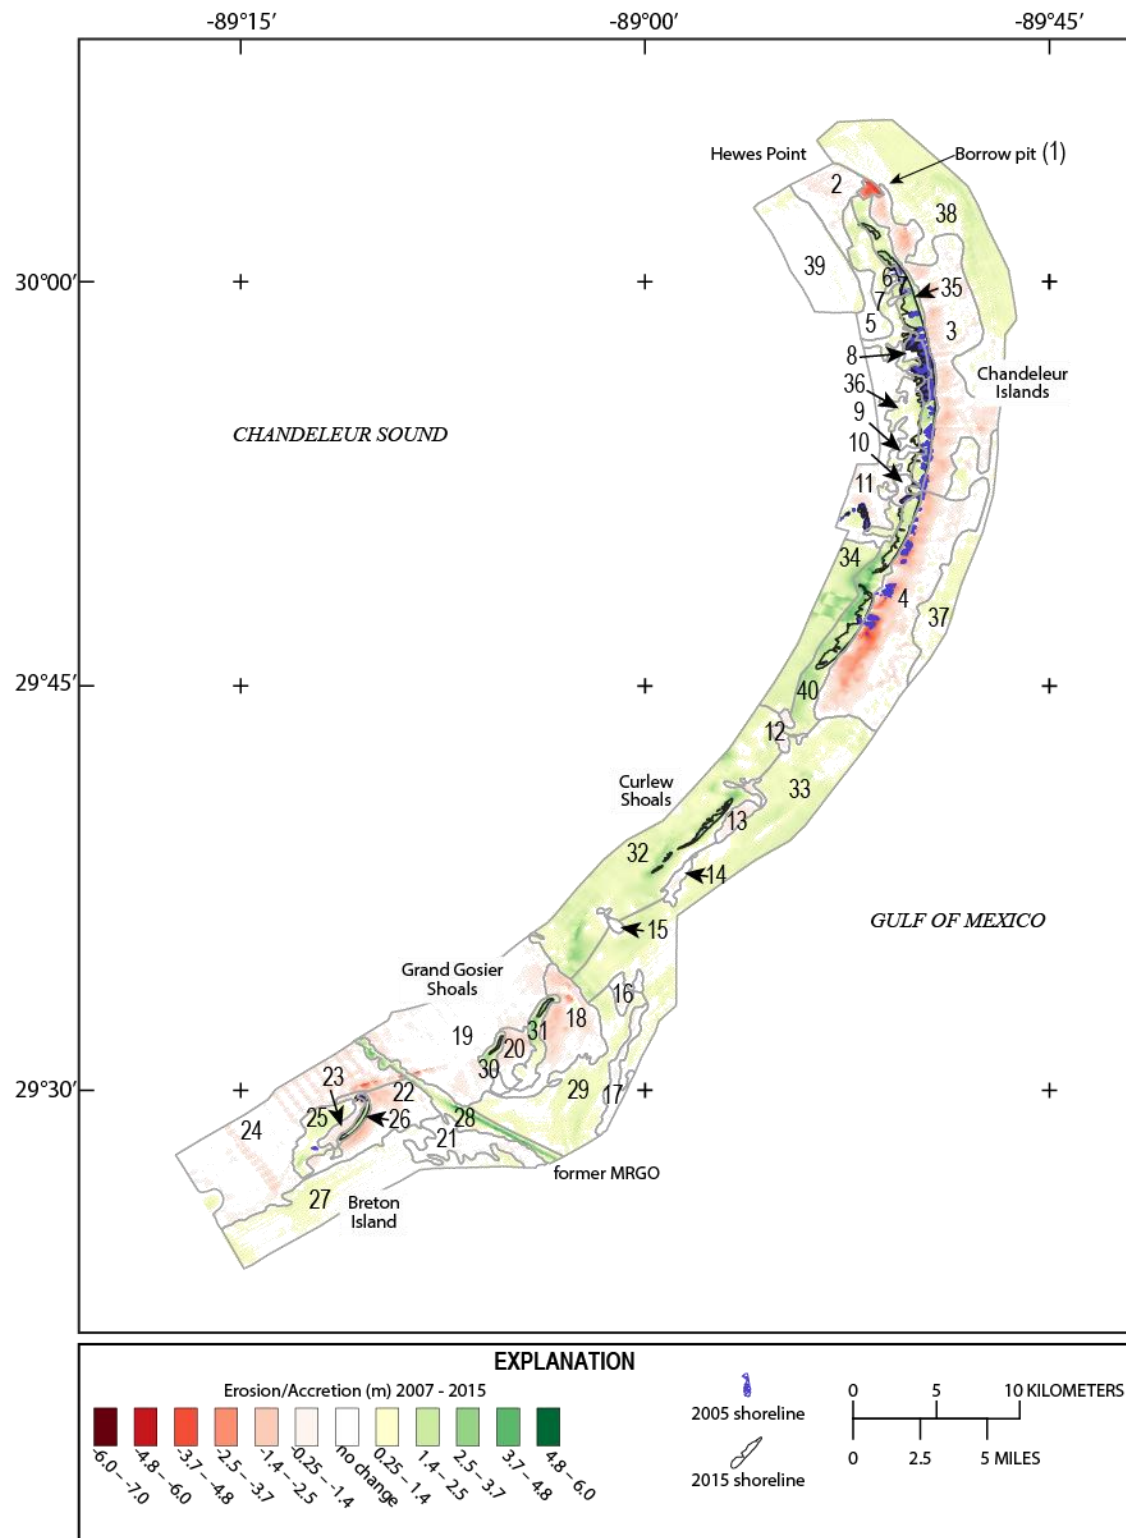 -89°15′ -89°00′ -89°45′
Hewes Point
Borrow pit (1)
2
38
39
30°00′
6
7
7
35
5
3
8
Chandeleur
Islands
36
9
CHANDELEUR SOUND
10
11
34
4
37
29°45′
40
12
Curlew
Shoals
33
13
32
14
GULF OF MEXICO
15
Grand Gosier
Shoals
16
18
31
19
20
30
29°30′
23
22
29
17
25
26
28
24
21
former MRGO
27
Breton
Island
EXPLANATION
Erosion/Accretion (m) 2007 - 2015
-6.0 – -7.0
-4.8 – -6.0
-3.7 – -4.8
-2.5 – -3.7
-1.4 – -2.5
-0.25 – -1.4
no change
0.25 – 1.4
1.4 – 2.5
2.5 – 3.7
3.7 – 4.8
4.8 – 6.0
2005 shoreline
2015 shoreline
0 5 10 KILOMETERS
0 2.5 5 MILES